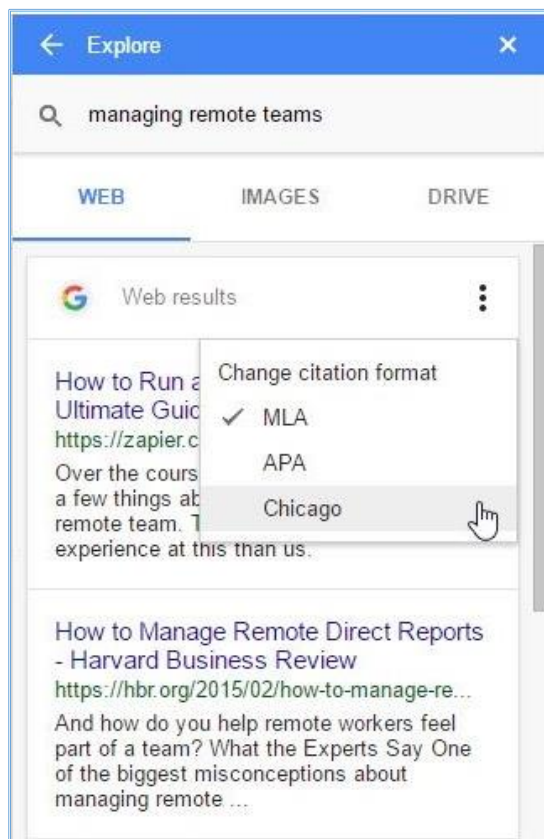 Explore
managing remote teams
WEB IMAGES DRIVE
Web results
Change citation format
MLA
APA
Chicago
How to Run a
Ultimate Guid
https://zapier.c
Over the cours
a few things ab
remote team. T
experience at this than us.
How to Manage Remote Direct Reports
- Harvard Business Review
https://hbr.org/2015/02/how-to-manage-re...
And how do you help remote workers feel
part of a team? What the Experts Say One
of the biggest misconceptions about
managing remote ...